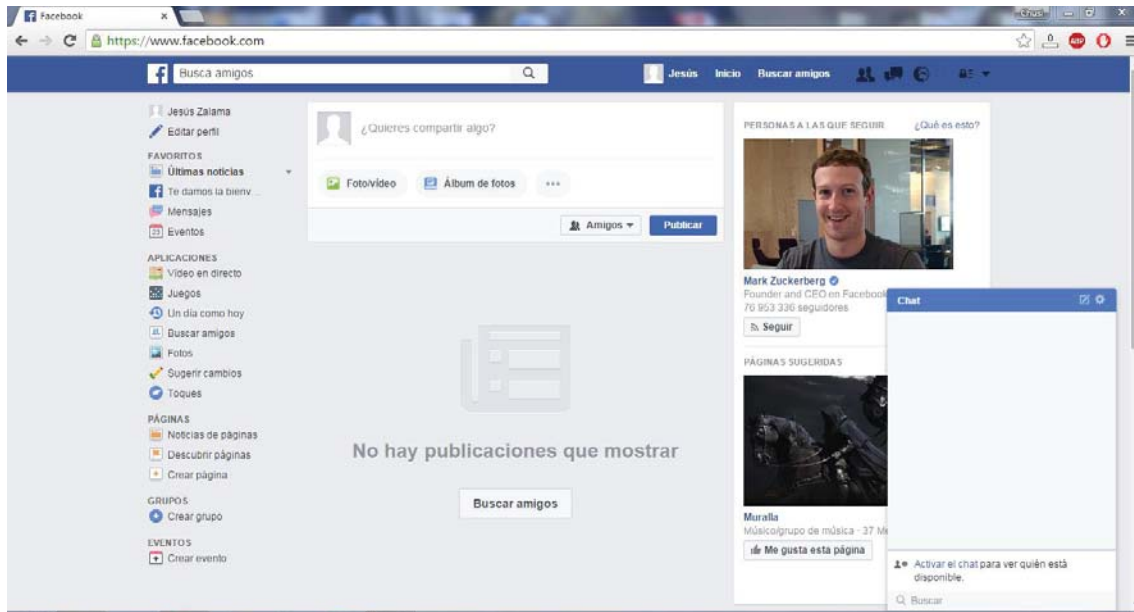 Facebook
https://www.facebook.com
ABP
Busca amigos
Jesús Inicio Buscar amigos
Jesús Zalama
Editar perfil
FAVORITOS
Últimas noticias
Te damos la bienv...
Mensajes
Eventos
APLICACIONES
Vídeo en directo
Juegos
Un día como hoy
Buscar amigos
Fotos
Sugerir cambios
Toques
PÁGINAS
Noticias de páginas
Descubrir páginas
Crear página
GRUPOS
Crear grupo
EVENTOS
Crear evento
¿Quieres compartir algo?
Foto/vídeo Álbum de fotos
Amigos Publicar
No hay publicaciones que mostrar
Buscar amigos
PERSONAS A LAS QUE SEGUIR ¿Qué es esto?
Mark Zuckerberg
Founder and CEO en Facebook
76 953 336 seguidores
Seguir
PÁGINAS SUGERIDAS
Muralla
Músico/grupo de música · 37 Me
Me gusta esta página
Chat
Activar el chat para ver quién está
disponible.
Buscar